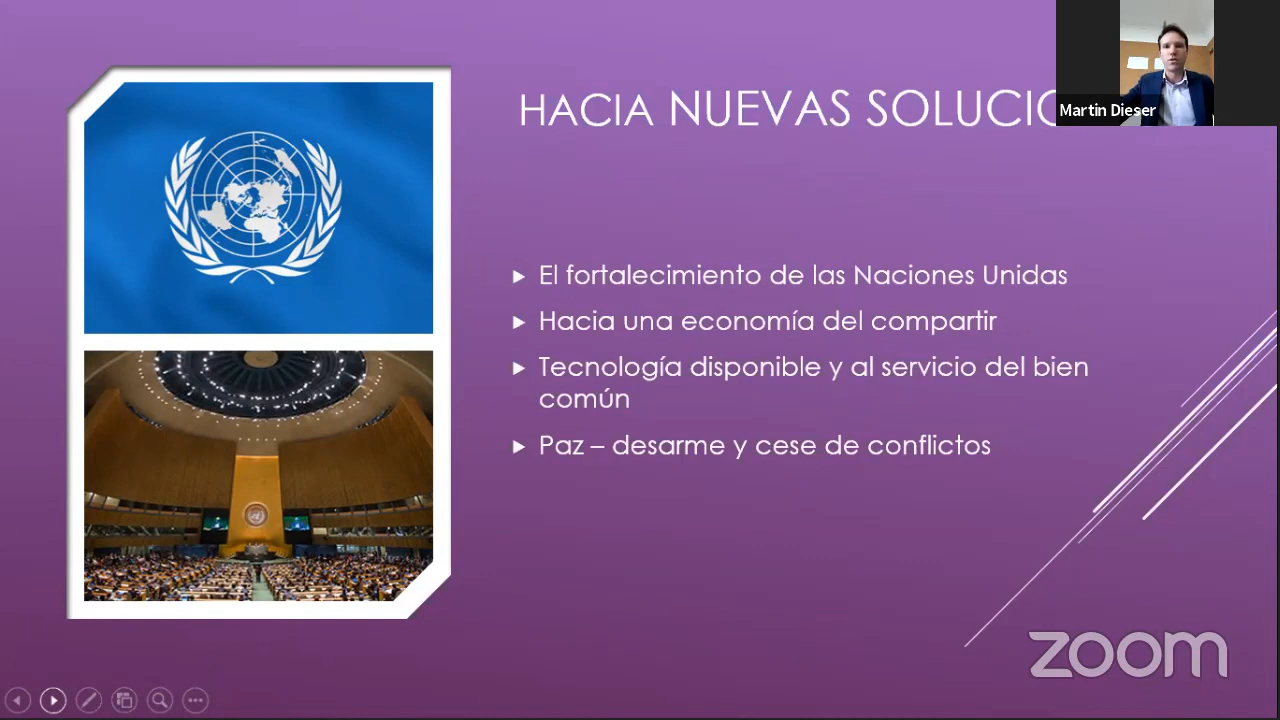 HACIA NUEVAS SOLUCIO
Martin Dieser
El fortalecimiento de las Naciones Unidas
Hacia una economía del compartir
Tecnología disponible y al servicio del bien
común
Paz – desarme y cese de conflictos
zoom